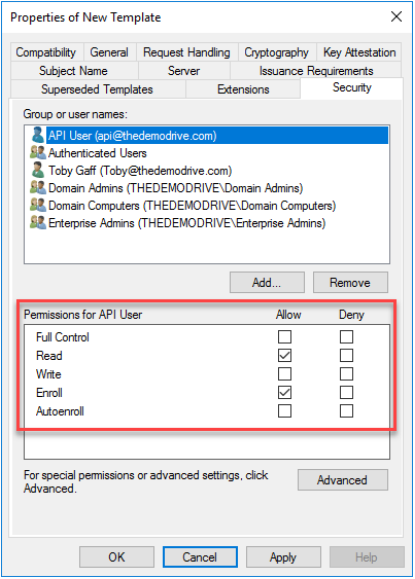 Properties of New Template
Compatibility General Request Handling Cryptography Key Attestation
Subject Name Server Issuance Requirements
Superseded Templates Extensions Security
Group or user names:
API User (api@thedemodrive.com)
Authenticated Users
Toby Gaff (Toby@thedemodrive.com)
Domain Admins (THEDEMODRIVE\Domain Admins)
Domain Computers (THEDEMODRIVE\Domain Computers)
Enterprise Admins (THEDEMODRIVE\Enterprise Admins)
Add... Remove
Permissions for API User Allow Deny
Full Control
Read
Write
Enroll
Autoenroll
For special permissions or advanced settings, click
Advanced.
Advanced
OK Cancel Apply Help